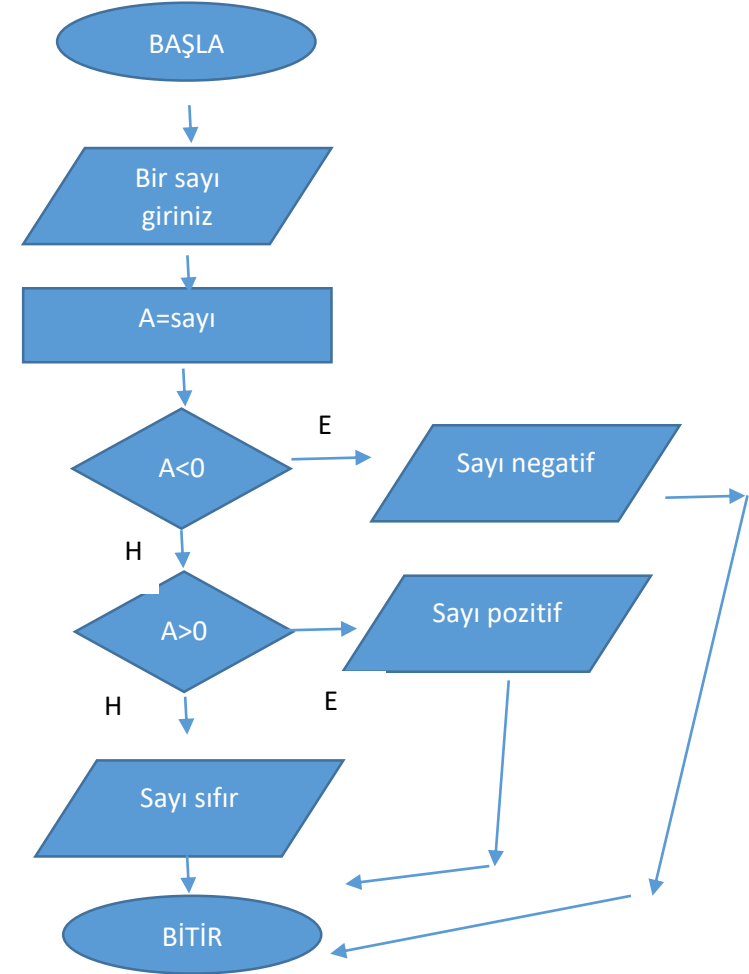 BAŞLA
Bir sayı
giriniz
A=sayı
E
A<0
Sayı negatif
H
A>0
Sayı pozitif
H
E
Sayı sıfır
BİTİR